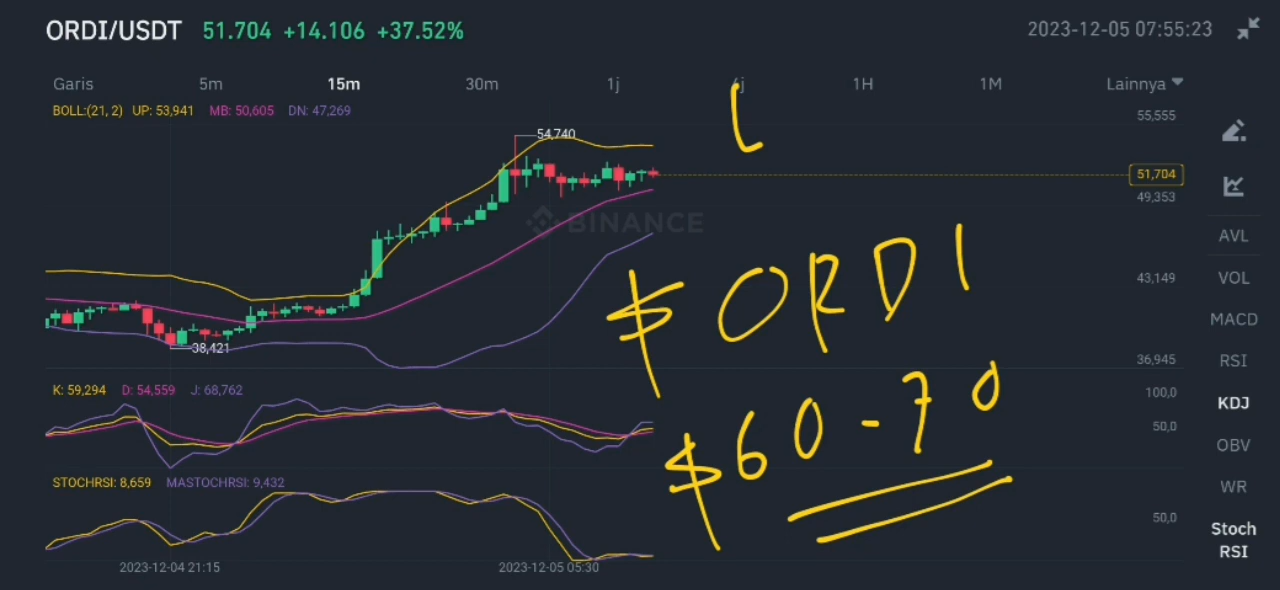 ORDI/USDT 51.704 +14.106 +37.52% 2023-12-05 07:55:23
Garis 5m 15m 30m 1j 1H 1M Lainnya
BOLL:(21, 2) UP: 53,941 MB: 50,605 DN: 47,269
55,555
54,740
51,704
49,353
BINANCE
AVL
43,149
VOL
$ ORDI
MACD
38,421
36,945
RSI
K: 59,294 D: 54,559 J: 68,762
100,0
KDJ
50,0
$60-70
OBV
STOCHRSI: 8,659 MASTOCHRSI: 9,432
WR
50,0
Stoch
RSI
2023-12-04 21:15 2023-12-05 05:30